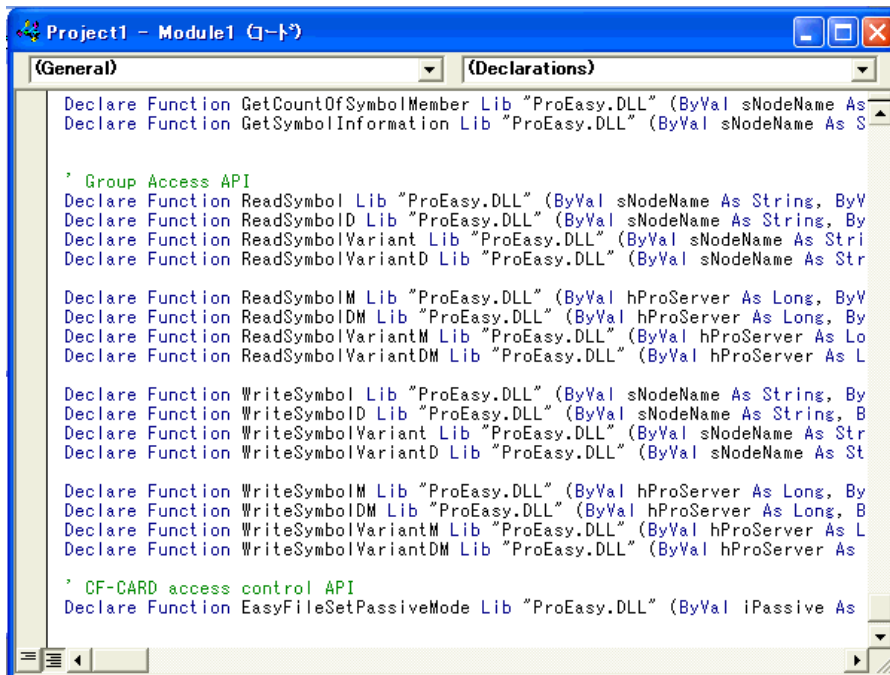 Project1 - Module1 (コード)
(General) (Declarations)
Declare Function GetCountOfSymbolMember Lib "ProEasy.DLL" (ByVal sNodeName As
Declare Function GetSymbolInformation Lib "ProEasy.DLL" (ByVal sNodeName As S
' Group Access API
Declare Function ReadSymbol Lib "ProEasy.DLL" (ByVal sNodeName As String, ByV
Declare Function ReadSymbolD Lib "ProEasy.DLL" (ByVal sNodeName As String, By
Declare Function ReadSymbolVariant Lib "ProEasy.DLL" (ByVal sNodeName As Stri
Declare Function ReadSymbolVariantD Lib "ProEasy.DLL" (ByVal sNodeName As Str
Declare Function ReadSymbolM Lib "ProEasy.DLL" (ByVal hProServer As Long, ByV
Declare Function ReadSymbolDM Lib "ProEasy.DLL" (ByVal hProServer As Long, By
Declare Function ReadSymbolVariantM Lib "ProEasy.DLL" (ByVal hProServer As Lo
Declare Function ReadSymbolVariantDM Lib "ProEasy.DLL" (ByVal hProServer As L
Declare Function WriteSymbol Lib "ProEasy.DLL" (ByVal sNodeName As String, By
Declare Function WriteSymbolD Lib "ProEasy.DLL" (ByVal sNodeName As String, B
Declare Function WriteSymbolVariant Lib "ProEasy.DLL" (ByVal sNodeName As Str
Declare Function WriteSymbolVariantD Lib "ProEasy.DLL" (ByVal sNodeName As St
Declare Function WriteSymbolM Lib "ProEasy.DLL" (ByVal hProServer As Long, By
Declare Function WriteSymbolDM Lib "ProEasy.DLL" (ByVal hProServer As Long, B
Declare Function WriteSymbolVariantM Lib "ProEasy.DLL" (ByVal hProServer As L
Declare Function WriteSymbolVariantDM Lib "ProEasy.DLL" (ByVal hProServer As
' CF-CARD access control API
Declare Function EasyFileSetPassiveMode Lib "ProEasy.DLL" (ByVal iPassive As